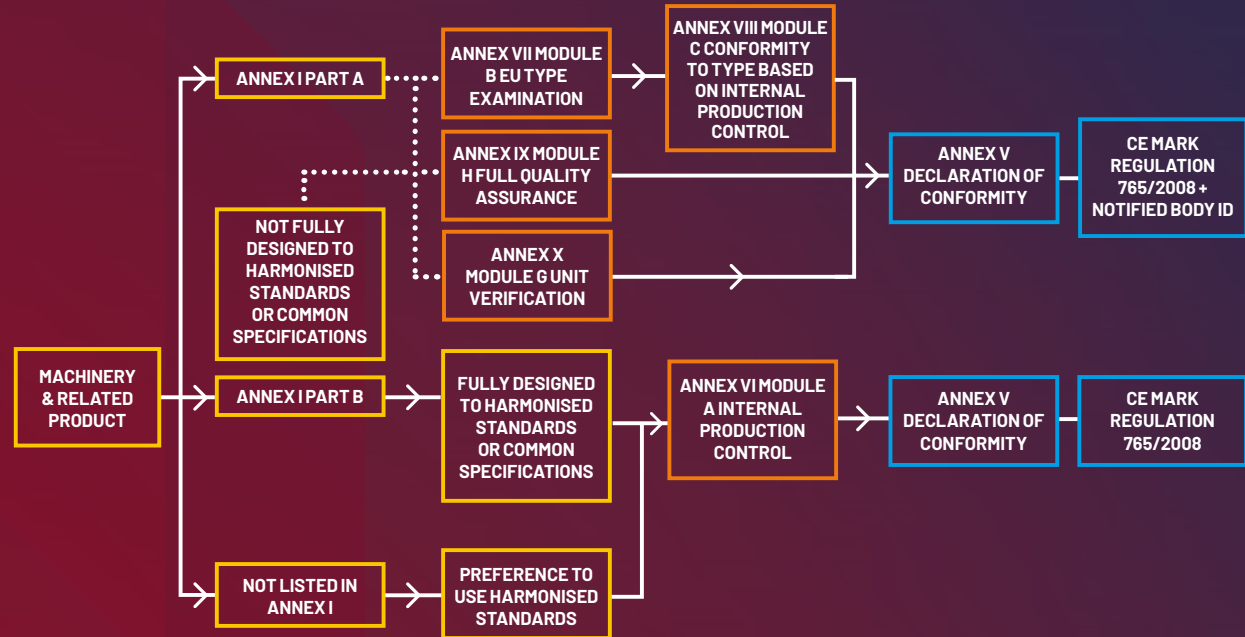 ANNEX I PART A
ANNEX VII MODULE
B EU TYPE
EXAMINATION
ANNEX VIII MODULE
C CONFORMITY
TO TYPE BASED
ON INTERNAL
PRODUCTION
CONTROL
ANNEX IX MODULE
H FULL QUALITY
ASSURANCE
ANNEX V
DECLARATION OF
CONFORMITY
CE MARK
REGULATION
765/2008 +
NOTIFIED BODY ID
NOT FULLY
DESIGNED TO
HARMONISED
STANDARDS
OR COMMON
SPECIFICATIONS
ANNEX X
MODULE G UNIT
VERIFICATION
MACHINERY
& RELATED
PRODUCT
ANNEX I PART B
FULLY DESIGNED
TO HARMONISED
STANDARDS
OR COMMON
SPECIFICATIONS
ANNEX VI MODULE
A INTERNAL
PRODUCTION
CONTROL
ANNEX V
DECLARATION OF
CONFORMITY
CE MARK
REGULATION
765/2008
NOT LISTED IN
ANNEX I
PREFERENCE TO
USE HARMONISED
STANDARDS